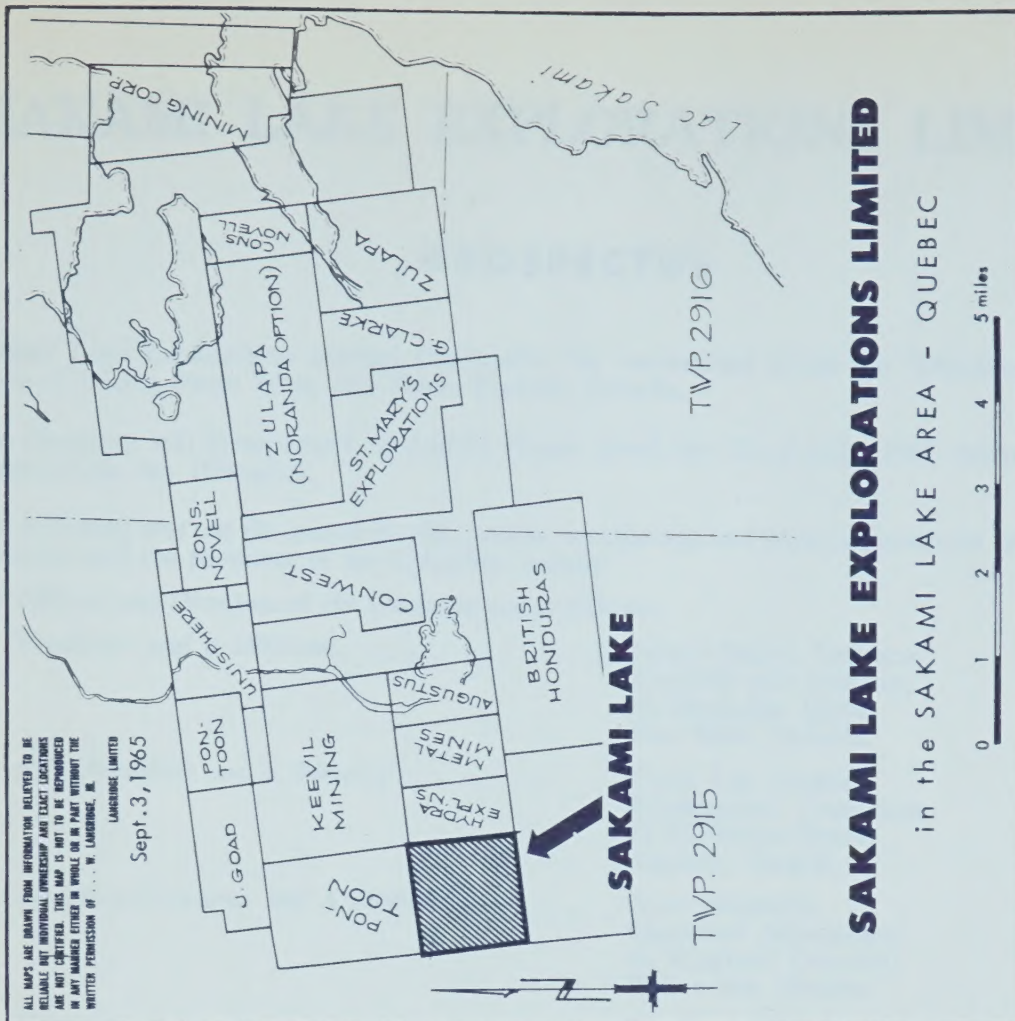 ALL MAPS ARE DRAWN FROM INFORMATION BELIEVED TO BE
RELIABLE BUT INDIVIDUAL OWNERSHIP AND EXACT LOCATIONS
ARE NOT CERTIFIED. THIS MAP IS NOT TO BE REPRODUCED
IN ANY MANNER EITHER IN WHOLE OR IN PART WITHOUT THE
WRITTEN PERMISSION OF . . . W. LANGRIDGE, JR.
LANGRIDGE LIMITED
Sept. 3, 1965
J. GOAD
PON-
TOON
UNISPHERE
CONS.
NOVELL
MINING CORP.
PON-
TOON
KEEVIL
MINING
CONWEST
ZULAPA
(NORANDA OPTION)
CONS
NOVELL
HYDRA
EXPL'NS
METAL
MINES
AUGUSTUS
ST. MARY'S
EXPLORATIONS
G. CLARKE
ZULAPA
BRITISH
HONDURAS
Lac Sakami
SAKAMI LAKE
TWP. 2915
TWP. 2916
SAKAMI LAKE EXPLORATIONS LIMITED
in the SAKAMI LAKE AREA - QUEBEC
0 1 2 3 4 5 miles